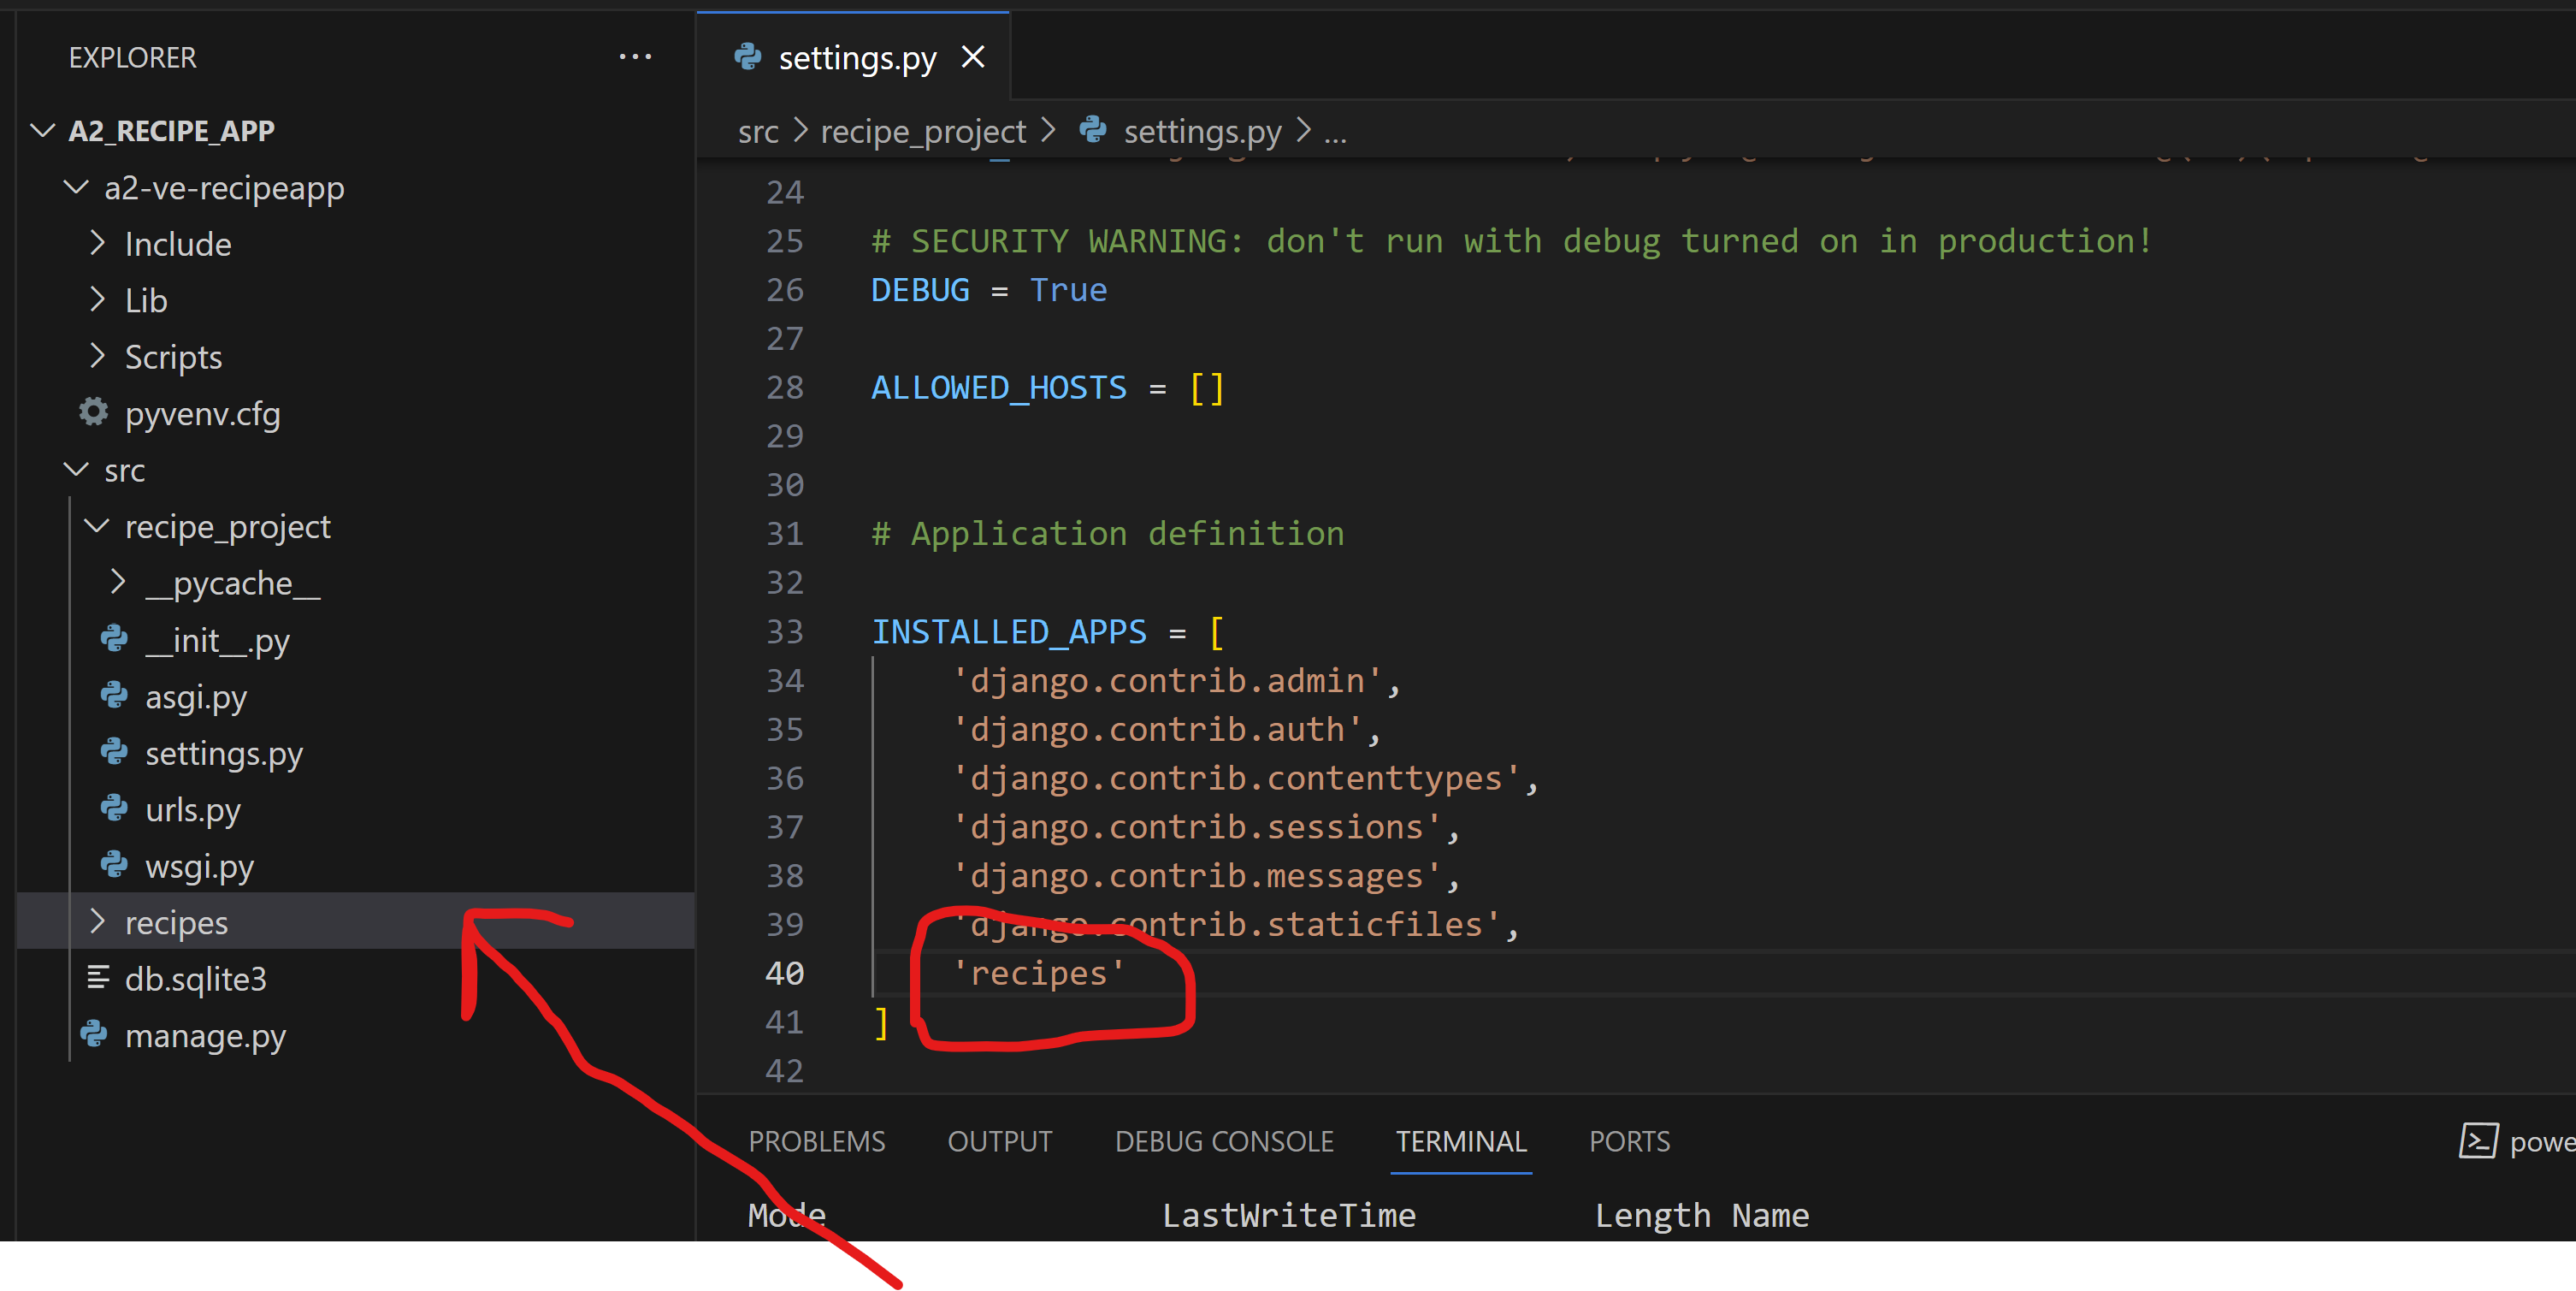 EXPLORER
...
A2_RECIPE_APP
a2-ve-recipeapp
Include
Lib
Scripts
pyvenv.cfg
src
recipe_project
__pycache__
__init__.py
asgi.py
settings.py
urls.py
wsgi.py
recipes
db.sqlite3
manage.py
settings.py
src > recipe_project > settings.py > ...
24
25 # SECURITY WARNING: don't run with debug turned on in production!
26 DEBUG = True
27
28 ALLOWED_HOSTS = []
29
30
31 # Application definition
32
33 INSTALLED_APPS = [
34 'django.contrib.admin',
35 'django.contrib.auth',
36 'django.contrib.contenttypes',
37 'django.contrib.sessions',
38 'django.contrib.messages',
39 'django.contrib.staticfiles',
40 'recipes'
41 ]
42
PROBLEMS OUTPUT DEBUG CONSOLE TERMINAL PORTS powe
Mode LastWriteTime Length Name